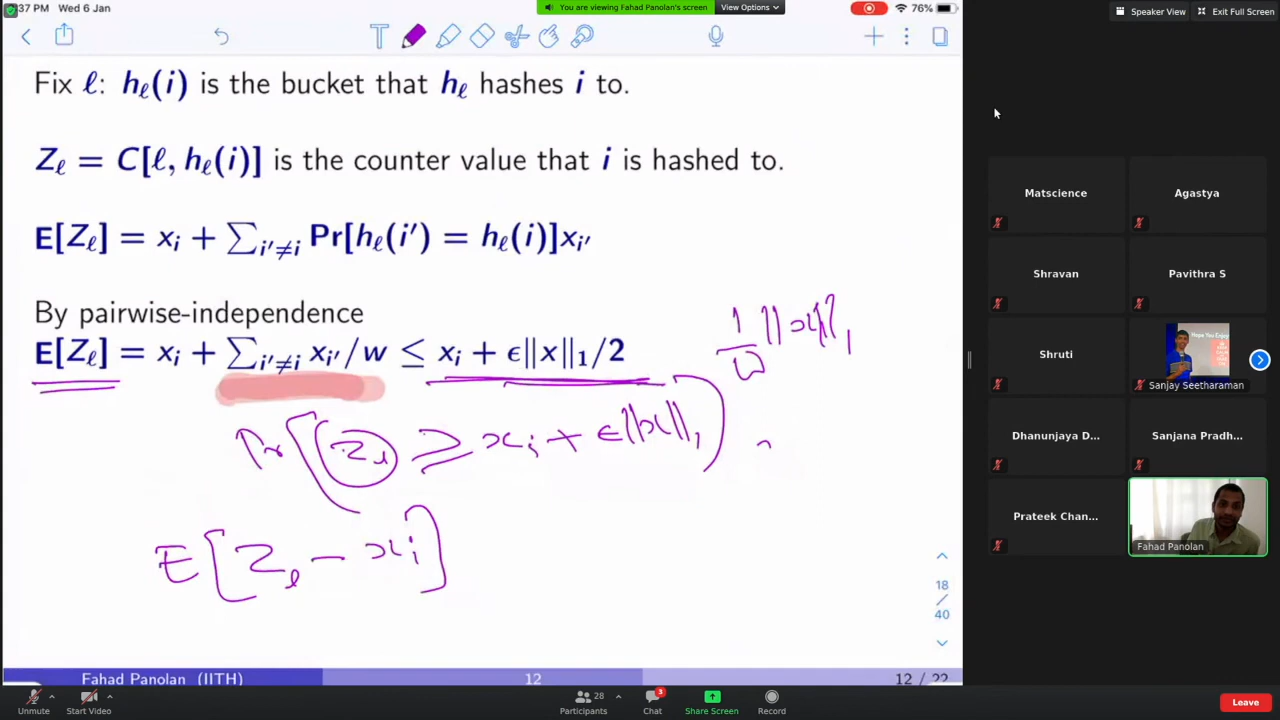 :37 PM Wed 6 Jan
You are viewing Fahad Panolan's screen
View Options
76%
Speaker View
Exit Full Screen
Fix ℓ: hℓ(i) is the bucket that hℓ hashes i to.
Zℓ = C[ℓ, hℓ(i)] is the counter value that i is hashed to.
E[Zℓ] = xi + ∑i'≠i Pr[hℓ(i') = hℓ(i)]xi'
By pairwise-independence
E[Zℓ] = xi + ∑i'≠i xi'/w ≤ xi + ϵ‖x‖1/2
1/w ‖x‖1
Pr[Zℓ ≥ xi + ϵ‖x‖1)
E[Zℓ − xi]
Matscience
Agastya
Shravan
Pavithra S
Shruti
Hope You Enjoy
Sanjay Seetharaman
Dhanunjaya D...
Sanjana Pradh...
Prateek Chan...
Fahad Panolan
18
/
40
Fahad Panolan (IITH)
12
12 / 22
Unmute
Start Video
28
Participants
3
Chat
Share Screen
Record
Leave